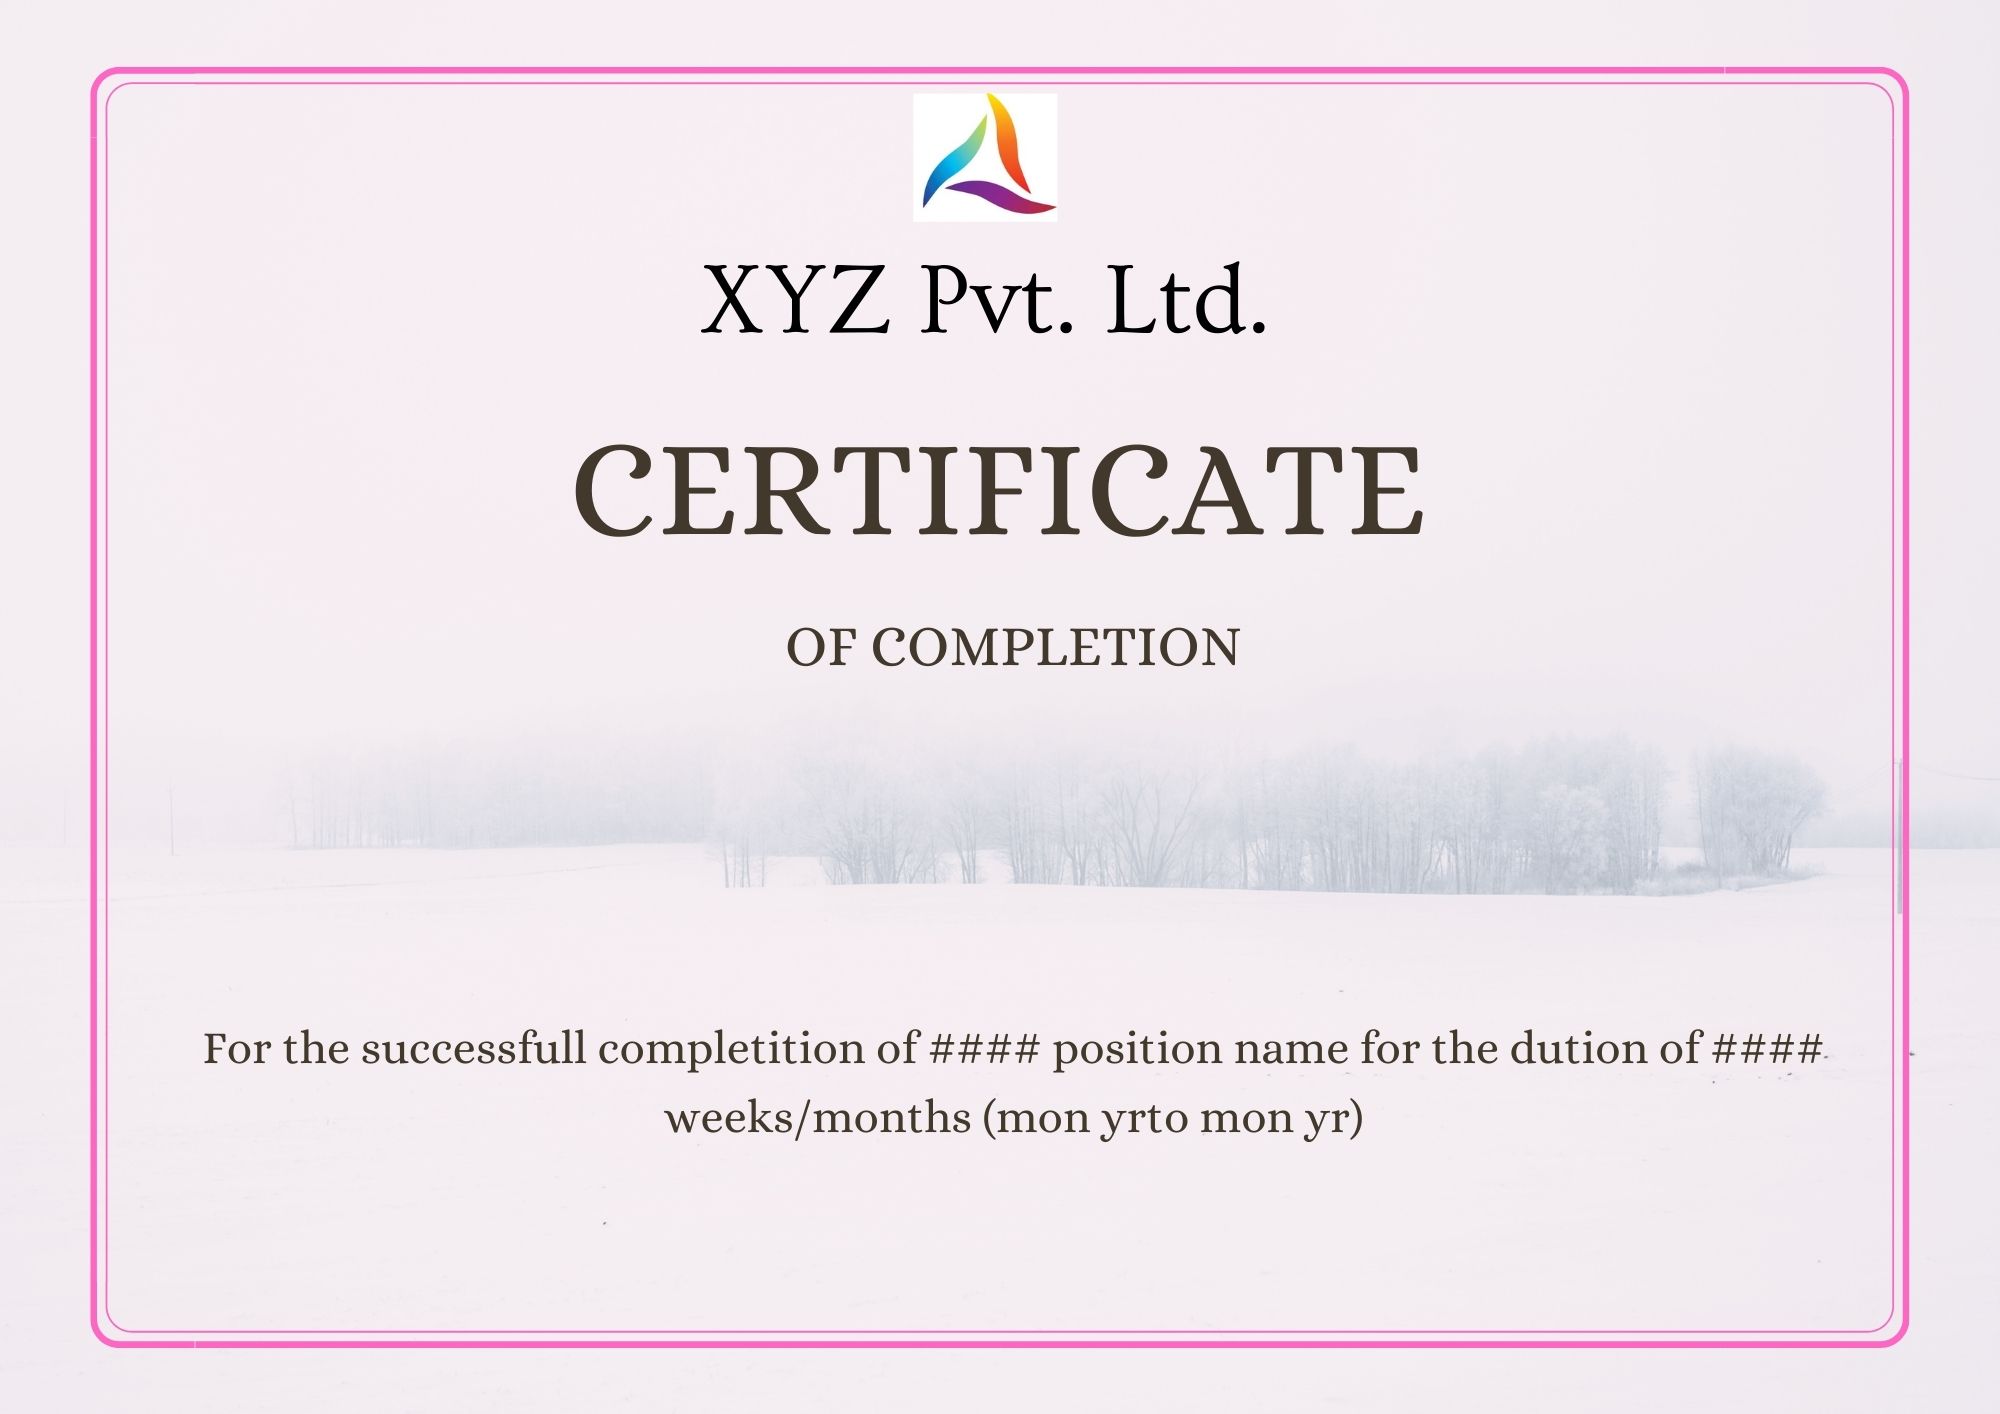 XYZ Pvt. Ltd.
CERTIFICATE
OF COMPLETION
For the successfull completition of #### position name for the dution of ####
weeks/months (mon yrto mon yr)